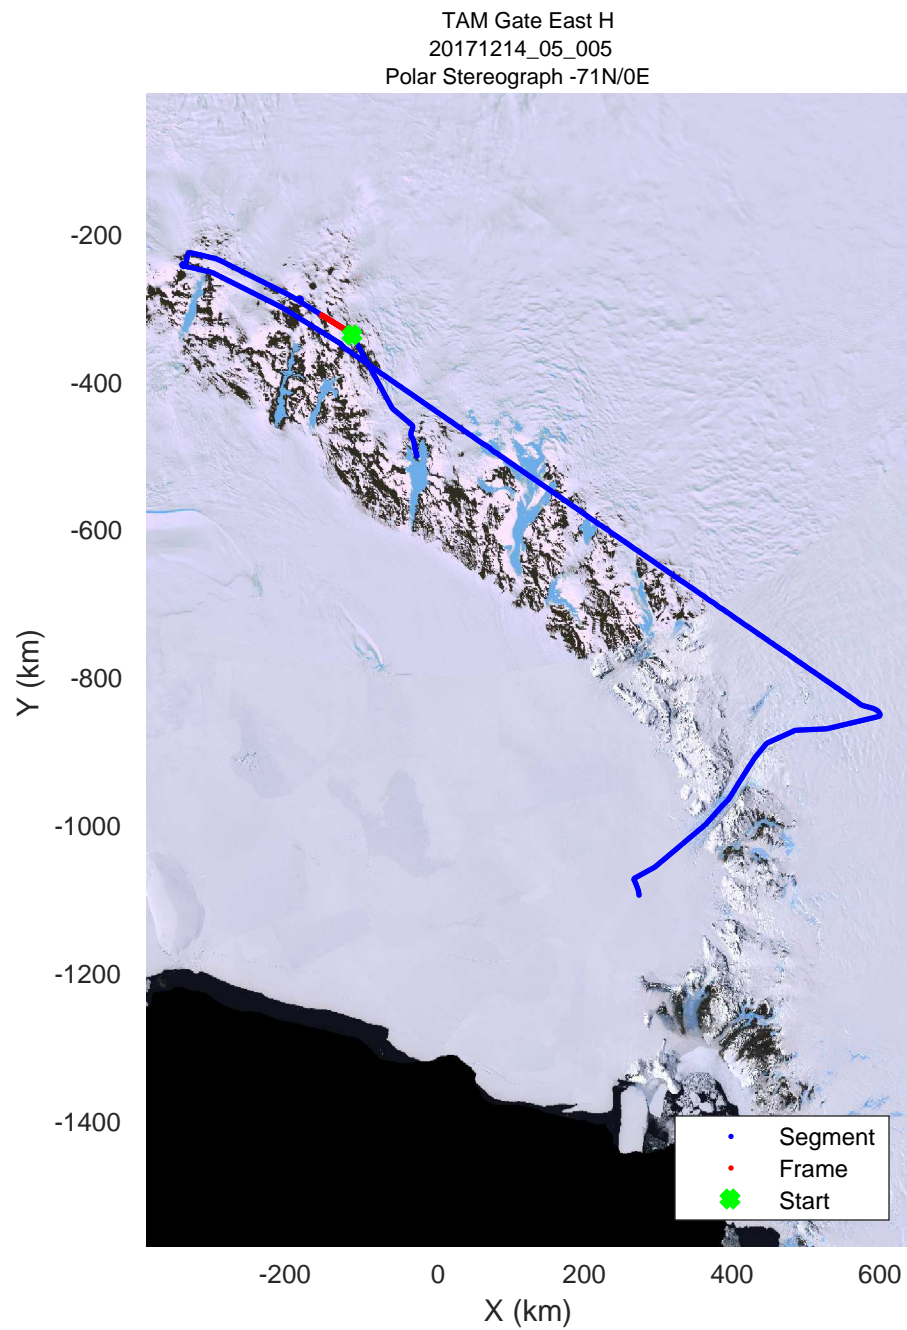 TAM Gate East H
20171214_05_005
Polar Stereograph -71N/0E
-200
-400
-600
-800
-1000
-1200
-1400
Y (km)
Segment
Frame
Start
-200 0 200 400 600
X (km)